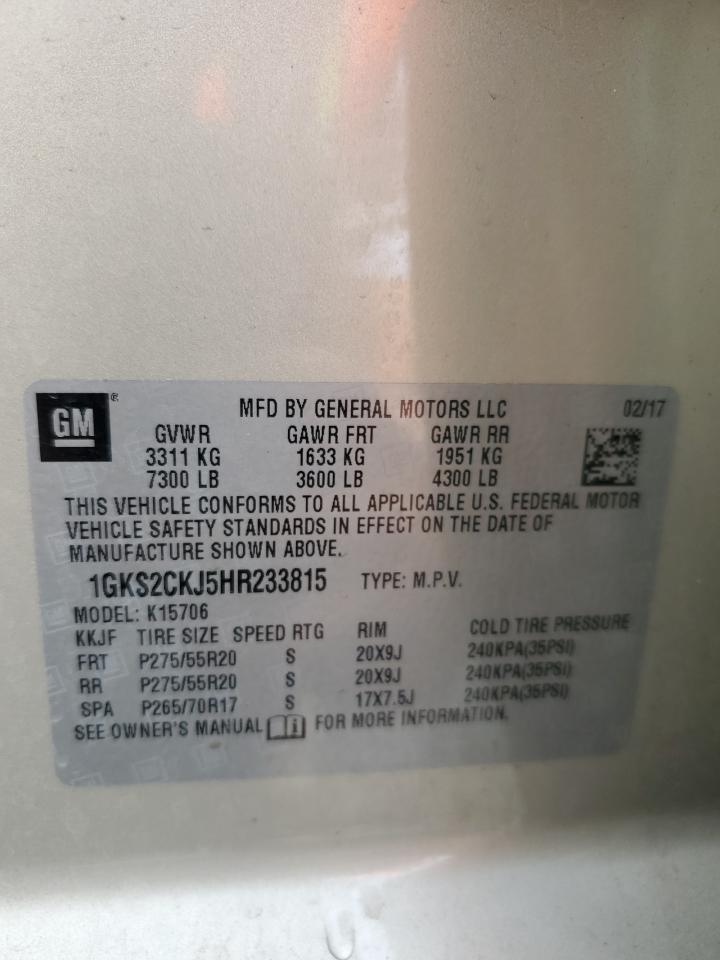 GM ®
MFD BY GENERAL MOTORS LLC 02/17
GVWR GAWR FRT GAWR RR
3311 KG 1633 KG 1951 KG
7300 LB 3600 LB 4300 LB
THIS VEHICLE CONFORMS TO ALL APPLICABLE U.S. FEDERAL MOTOR
VEHICLE SAFETY STANDARDS IN EFFECT ON THE DATE OF
MANUFACTURE SHOWN ABOVE.
1GKS2CKJ5HR233815 TYPE: M.P.V.
MODEL: K15706
KKJF TIRE SIZE SPEED RTG RIM COLD TIRE PRESSURE
FRT P275/55R20 S 20X9J 240KPA(35PSI)
RR P275/55R20 S 20X9J 240KPA(35PSI)
SPA P265/70R17 S 17X7.5J 240KPA(35PSI)
SEE OWNER'S MANUAL i FOR MORE INFORMATION.